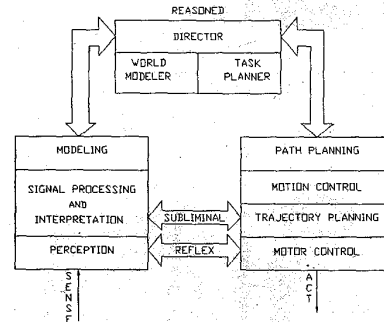 REASONED
DIRECTOR
WORLD MODELER
TASK PLANNER
MODELING
SIGNAL PROCESSING
AND
INTERPRETATION
PERCEPTION
PATH PLANNING
MOTION CONTROL
TRAJECTORY PLANNING
MOTOR CONTROL
SUBLIMINAL
REFLEX
SENSE
ACT